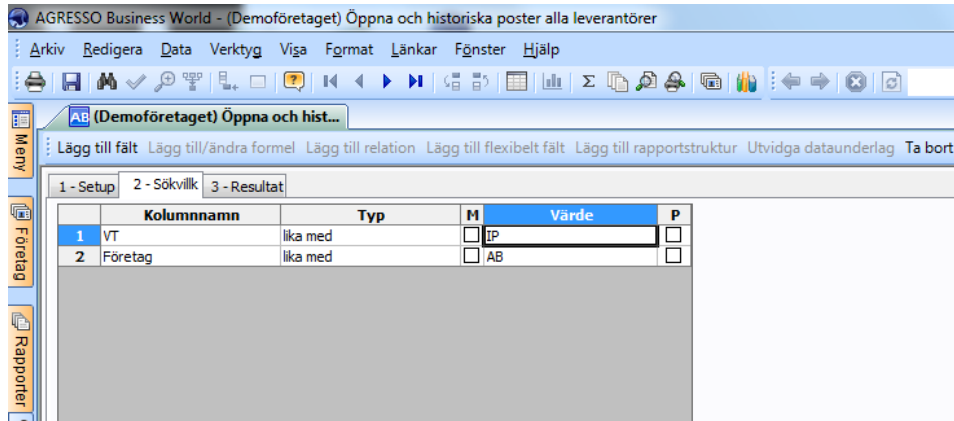 AGRESSO Business World - (Demoföretaget) Öppna och historiska poster alla leverantörer
Arkiv Redigera Data Verktyg Visa Format Länkar Fönster Hjälp
AB (Demoföretaget) Öppna och hist...
Meny
Lägg till fält Lägg till/ändra formel Lägg till relation Lägg till flexibelt fält Lägg till rapportstruktur Utvidga dataunderlag Ta bort
1 - Setup 2 - Sökvillk 3 - Resultat
Kolumnnamn Typ M Värde P
1 VT lika med IP
2 Företag lika med AB
Företag
Rapporter